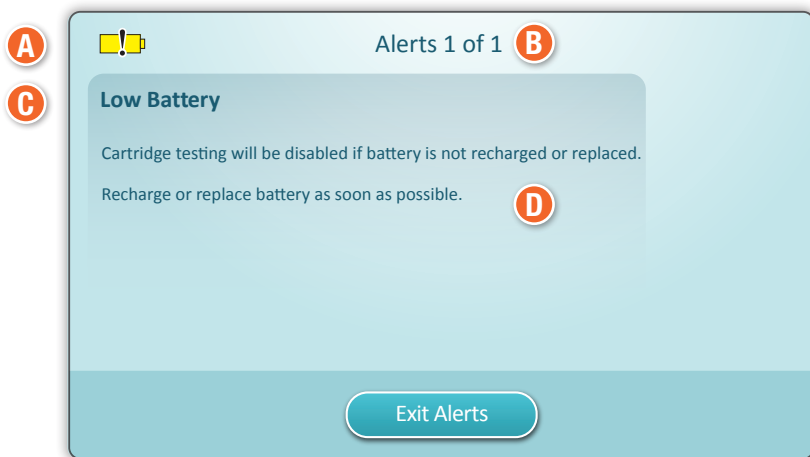 A
Alerts 1 of 1 B
C
Low Battery
Cartridge testing will be disabled if battery is not recharged or replaced.
Recharge or replace battery as soon as possible.
D
Exit Alerts